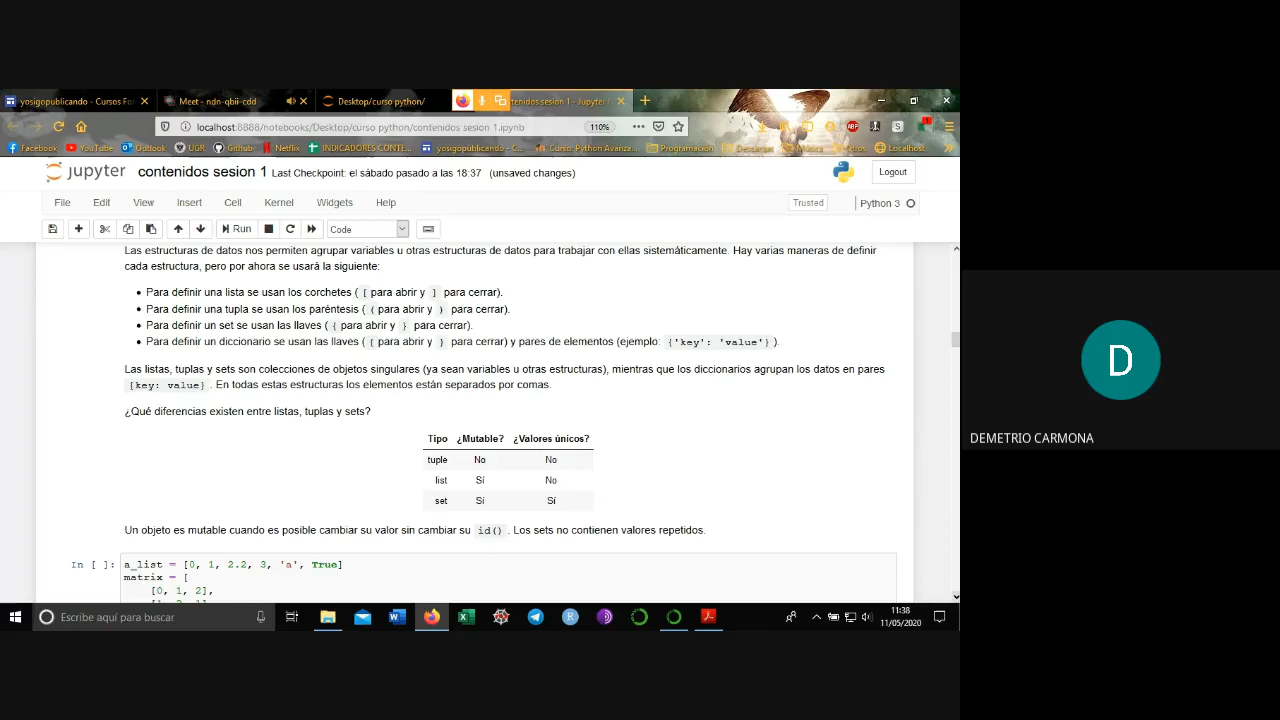 yosigopublicando - Cursos Fo
Meet - ndn-qbii-cdd
Desktop/curso python/
ntenidos sesion 1 - Jupyter
localhost:8888/notebooks/Desktop/curso python/contenidos sesion 1.ipynb
110%
Facebook
YouTube
Outlook
UGR
Github
Netflix
INDICADORES CONTE...
yosigopublicando - C...
Curso: Python Avanza...
Programación
Descargas
Música
Otros
Localhost
jupyter contenidos sesion 1 Last Checkpoint: el sábado pasado a las 18:37 (unsaved changes)
Logout
File Edit View Insert Cell Kernel Widgets Help
Trusted
Python 3
Run
Code
Las estructuras de datos nos permiten agrupar variables u otras estructuras de datos para trabajar con ellas sistemáticamente. Hay varias maneras de definir
cada estructura, pero por ahora se usará la siguiente:
• Para definir una lista se usan los corchetes ( [ para abrir y ] para cerrar).
• Para definir una tupla se usan los paréntesis ( ( para abrir y ) para cerrar).
• Para definir un set se usan las llaves ( { para abrir y } para cerrar).
• Para definir un diccionario se usan las llaves ( { para abrir y } para cerrar) y pares de elementos (ejemplo: {'key': 'value'} ).
Las listas, tuplas y sets son colecciones de objetos singulares (ya sean variables u otras estructuras), mientras que los diccionarios agrupan los datos en pares
{key: value} . En todas estas estructuras los elementos están separados por comas.
¿Qué diferencias existen entre listas, tuplas y sets?
Tipo ¿Mutable? ¿Valores únicos?
tuple No No
list Sí No
set Sí Sí
Un objeto es mutable cuando es posible cambiar su valor sin cambiar su id() . Los sets no contienen valores repetidos.
In [ ]: a_list = [0, 1, 2.2, 3, 'a', True]
matrix = [
[0, 1, 2],
Escribe aquí para buscar
11:38
11/05/2020
D
DEMETRIO CARMONA